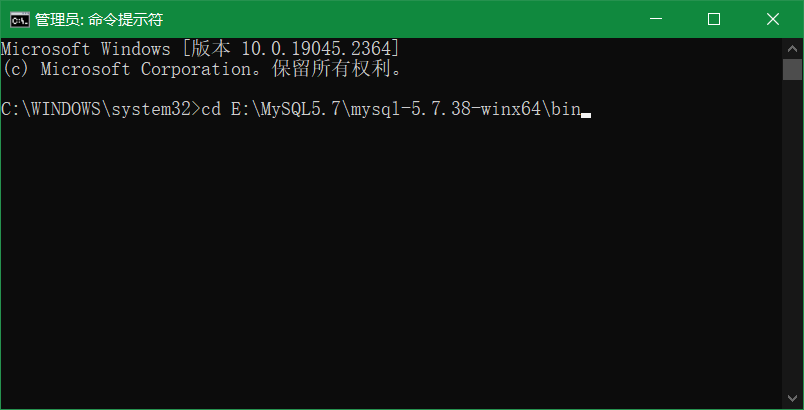 管理员: 命令提示符
Microsoft Windows [版本 10.0.19045.2364]
(c) Microsoft Corporation。保留所有权利。
C:\WINDOWS\system32>cd E:\MySQL5.7\mysql-5.7.38-winx64\bin